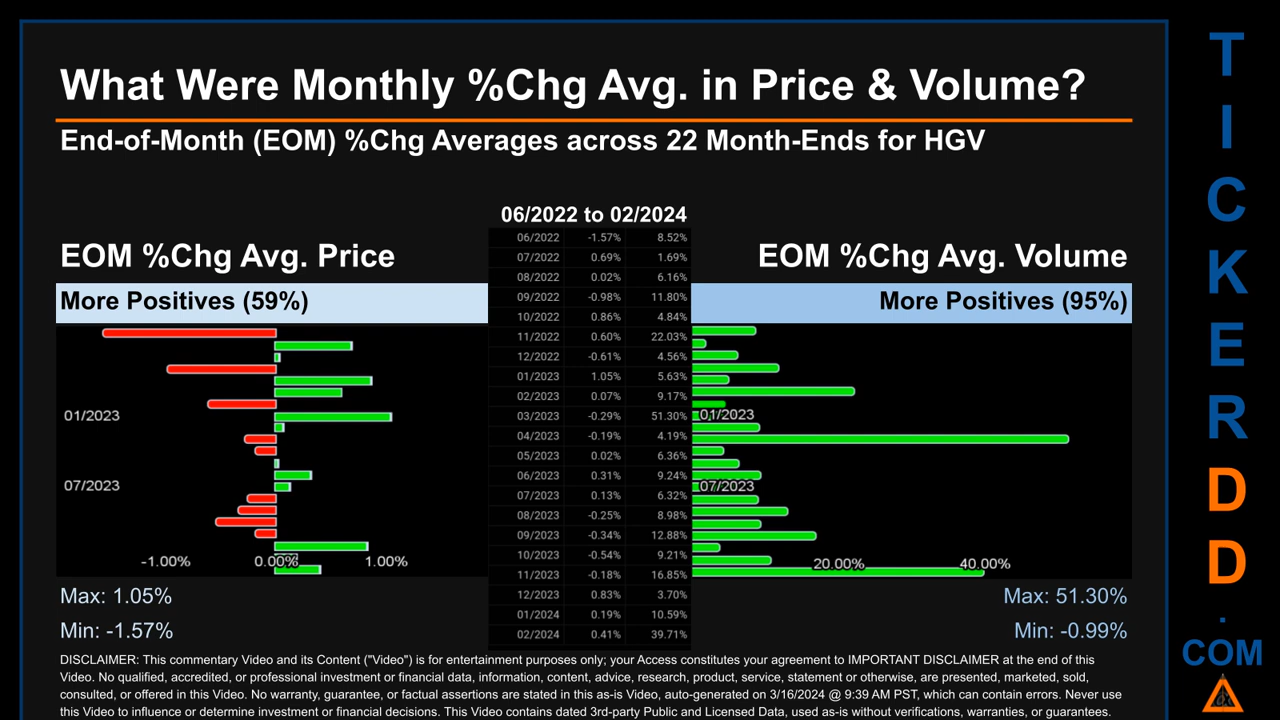 What Were Monthly %Chg Avg. in Price & Volume?
End-of-Month (EOM) %Chg Averages across 22 Month-Ends for HGV
06/2022 to 02/2024
EOM %Chg Avg. Price
EOM %Chg Avg. Volume
More Positives (59%)
More Positives (95%)
06/2022 -1.57% 8.52%
07/2022 0.69% 1.69%
08/2022 0.02% 6.16%
09/2022 -0.98% 11.80%
10/2022 0.86% 4.84%
11/2022 0.60% 22.03%
12/2022 -0.61% 4.56%
01/2023 1.05% 5.63%
02/2023 0.07% 9.17%
03/2023 -0.29% 51.30%
04/2023 -0.19% 4.19%
05/2023 0.02% 6.36%
06/2023 0.31% 9.24%
07/2023 0.13% 6.32%
08/2023 -0.25% 8.98%
09/2023 -0.34% 12.88%
10/2023 -0.54% 9.21%
11/2023 -0.18% 16.85%
12/2023 0.83% 3.70%
01/2024 0.19% 10.59%
02/2024 0.41% 39.71%
01/2023
07/2023
-1.00% 0.00% 1.00%
01/2023
07/2023
20.00% 40.00%
Max: 1.05%
Min: -1.57%
Max: 51.30%
Min: -0.99%
DISCLAIMER: This commentary Video and its Content ("Video") is for entertainment purposes only; your Access constitutes your agreement to IMPORTANT DISCLAIMER at the end of this
Video. No qualified, accredited, or professional investment or financial data, information, content, advice, research, product, service, statement or otherwise, are presented, marketed, sold,
consulted, or offered in this Video. No warranty, guarantee, or factual assertions are stated in this as-is Video, auto-generated on 3/16/2024 @ 9:39 AM PST, which can contain errors. Never use
this Video to influence or determine investment or financial decisions. This Video contains dated 3rd-party Public and Licensed Data, used as-is without verifications, warranties, or guarantees.
T
I
C
K
E
R
D
D
.
COM